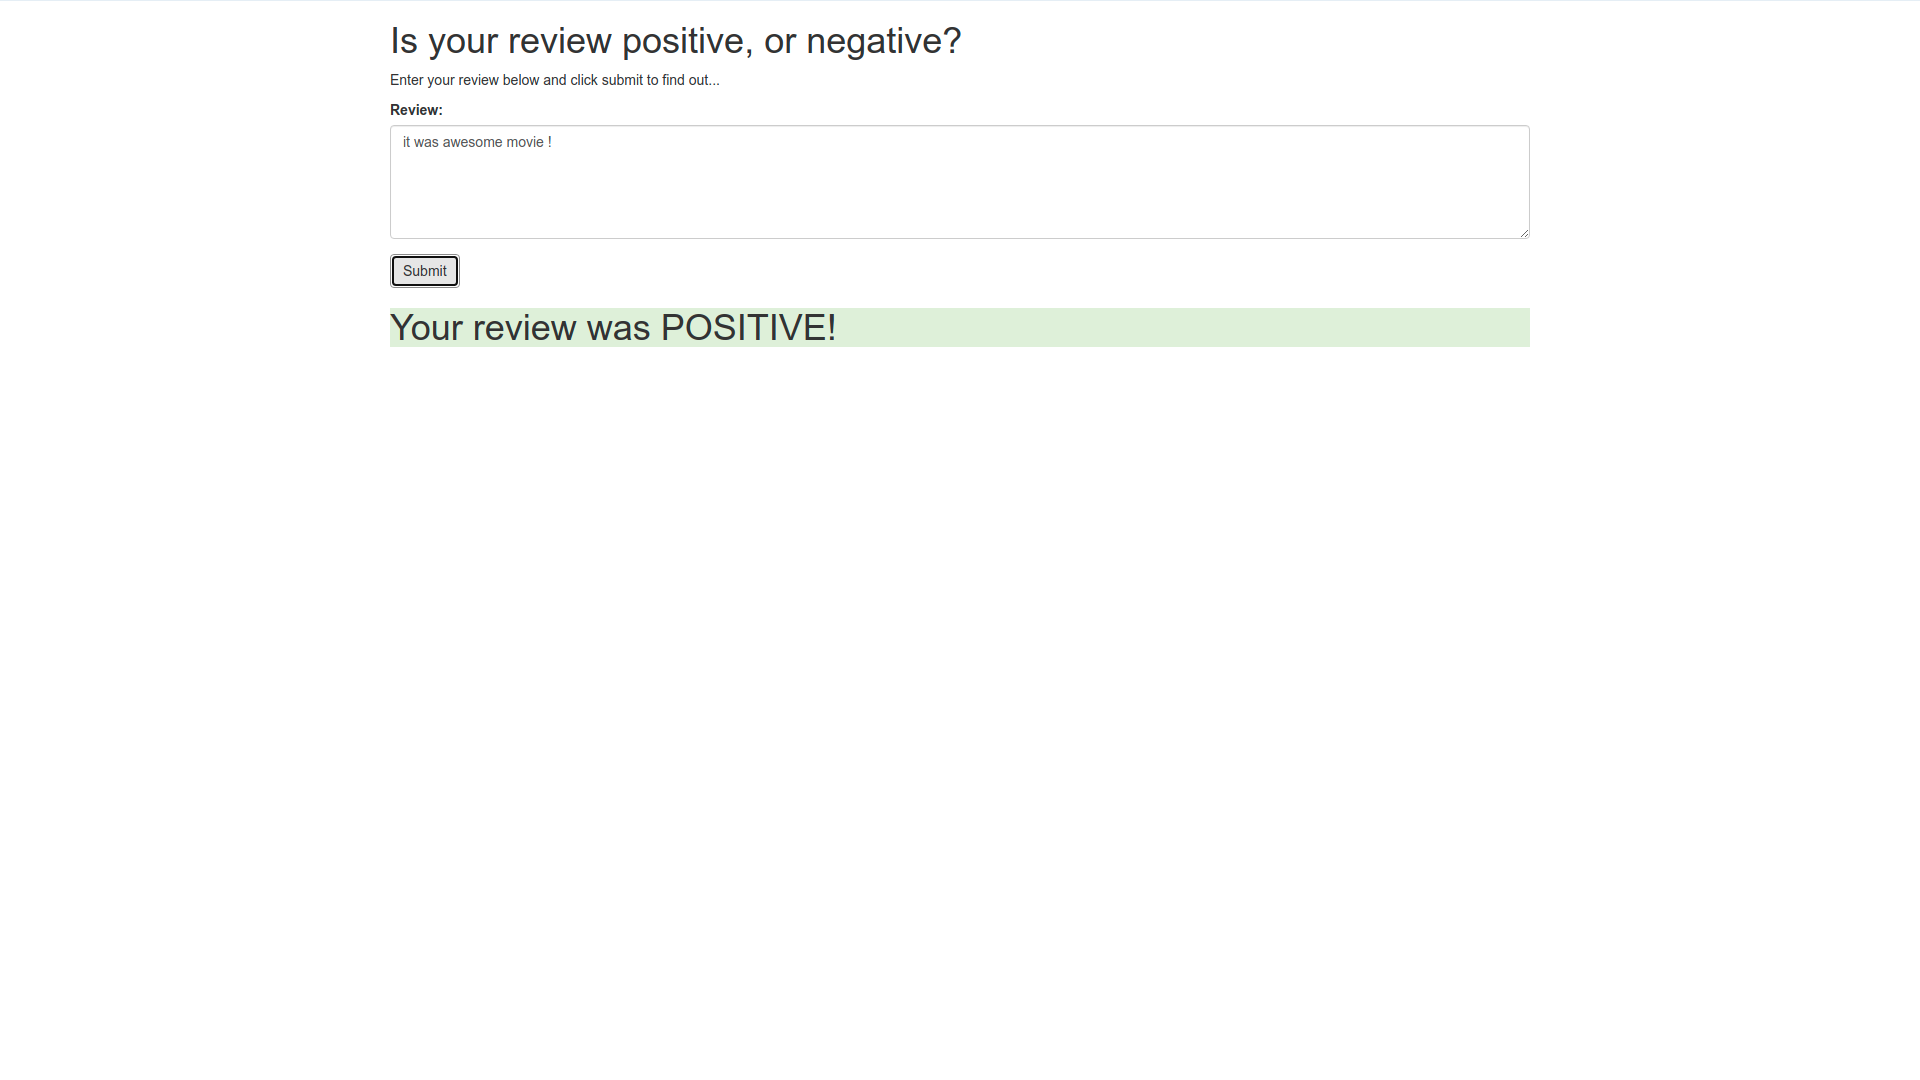 Is your review positive, or negative?
Enter your review below and click submit to find out...
Review:
it was awesome movie !
Submit
Your review was POSITIVE!